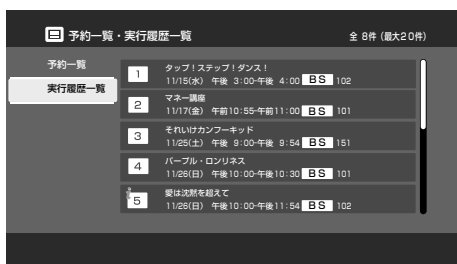 予約一覧・実行履歴一覧 全 8件 (最大20件)
予約一覧
実行履歴一覧
1 タップ！ステップ！ダンス！
11/15(水) 午後 3:00-午後 4:00 BS 102
2 マネー講座
11/17(金) 午前10:55-午前11:00 BS 101
3 それいけカンフーキッド
11/25(土) 午後 9:00-午後 9:54 BS 151
4 パープル・ロンリネス
11/26(日) 午後10:00-午後10:30 BS 101
5 愛は沈黙を超えて
11/26(日) 午後10:00-午後11:54 BS 102